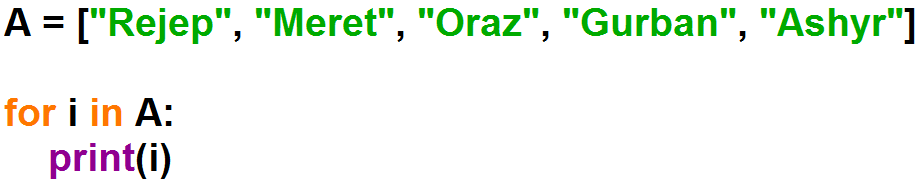 A = ["Rejep", "Meret", "Oraz", "Gurban", "Ashyr"]
for i in A:
    print(i)